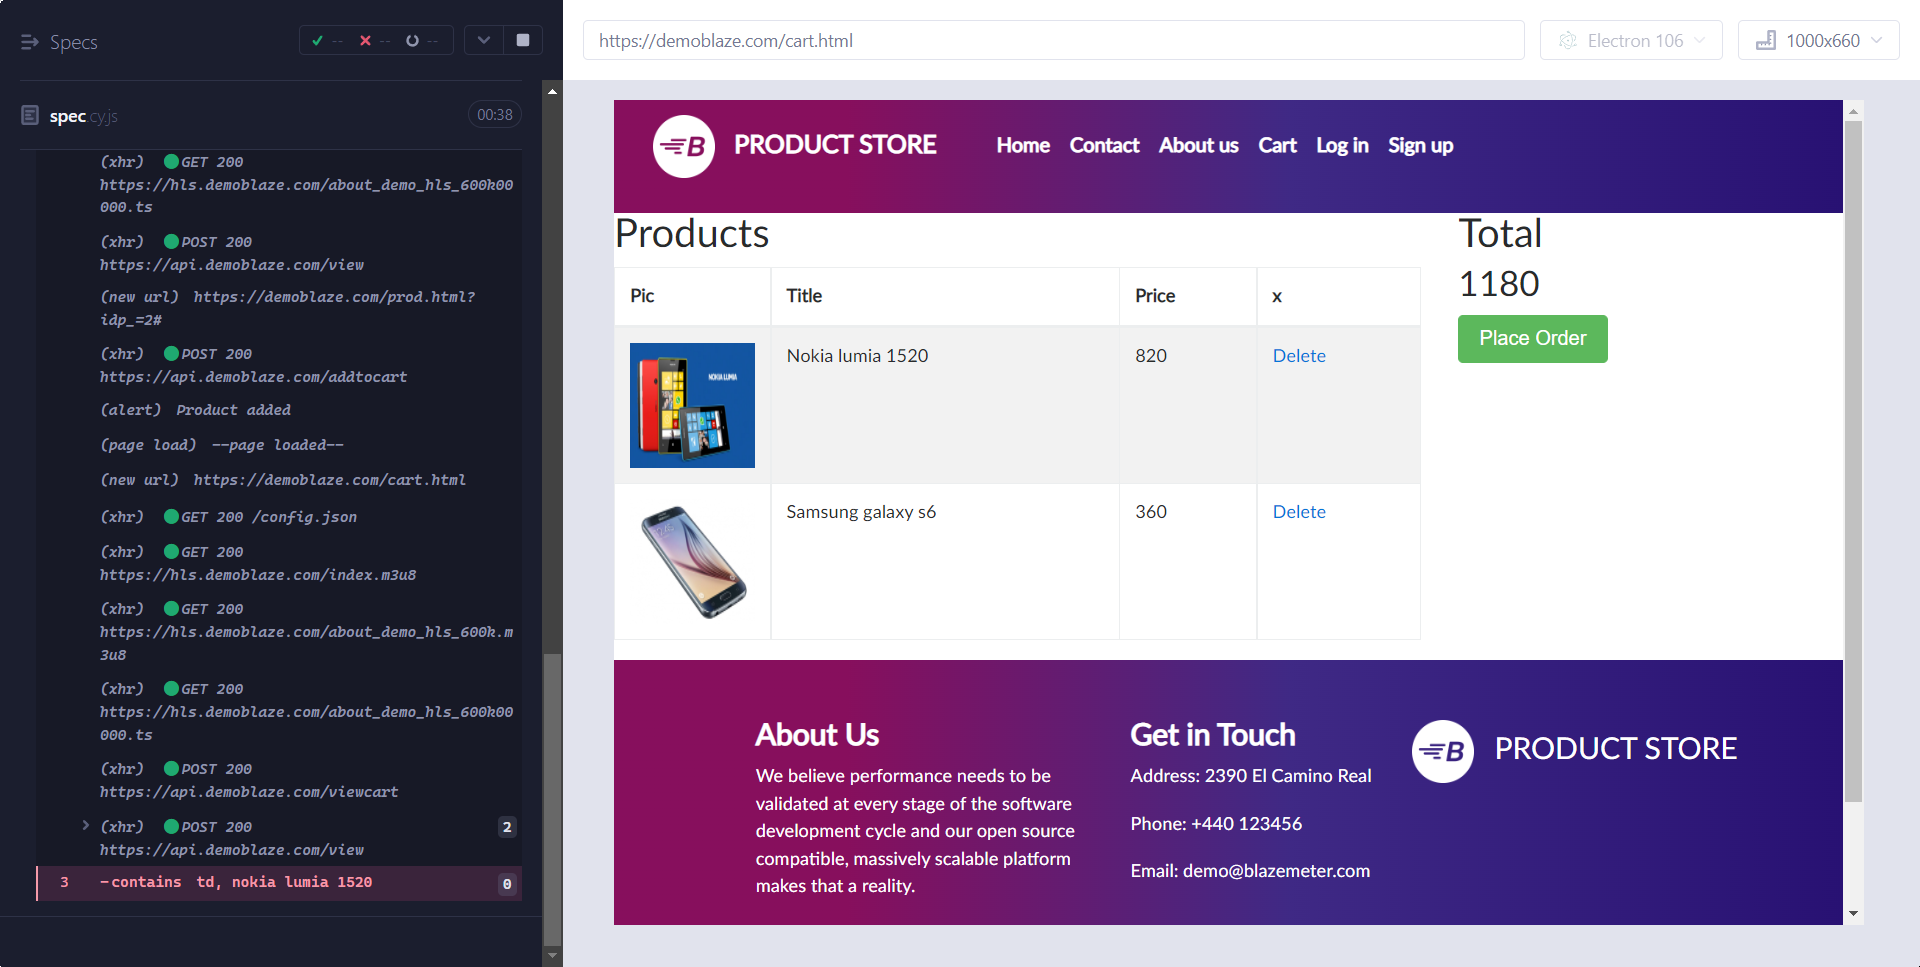 Specs
--
--
--
spec.cy.js
00:38
(xhr) GET 200
https://hls.demoblaze.com/about_demo_hls_600k00
000.ts
(xhr) POST 200
https://api.demoblaze.com/view
(new url) https://demoblaze.com/prod.html?
idp_=2#
(xhr) POST 200
https://api.demoblaze.com/addtocart
(alert) Product added
(page load) --page loaded--
(new url) https://demoblaze.com/cart.html
(xhr) GET 200 /config.json
(xhr) GET 200
https://hls.demoblaze.com/index.m3u8
(xhr) GET 200
https://hls.demoblaze.com/about_demo_hls_600k.m
3u8
(xhr) GET 200
https://hls.demoblaze.com/about_demo_hls_600k00
000.ts
(xhr) POST 200
https://api.demoblaze.com/viewcart
(xhr) POST 200 2
https://api.demoblaze.com/view
3 -contains td, nokia lumia 1520 0
https://demoblaze.com/cart.html
Electron 106
1000x660
B PRODUCT STORE
Home Contact About us Cart Log in Sign up
Products
Pic Title Price x
NOKIA LUMIA
Nokia lumia 1520 820 Delete
Samsung galaxy s6 360 Delete
Total
1180
Place Order
About Us
We believe performance needs to be
validated at every stage of the software
development cycle and our open source
compatible, massively scalable platform
makes that a reality.
Get in Touch
Address: 2390 El Camino Real
Phone: +440 123456
Email: demo@blazemeter.com
B PRODUCT STORE